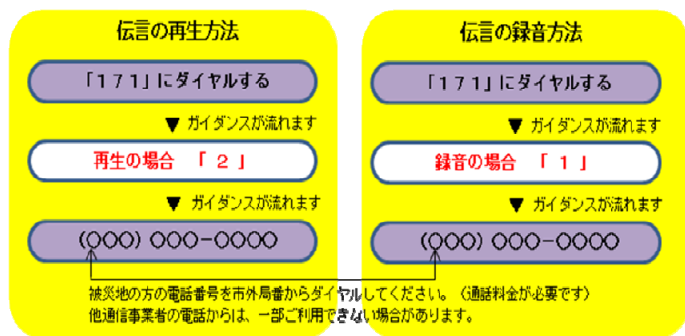 伝言の再生方法
「１７１」にダイヤルする
▼ ガイダンスが流れます
再生の場合　「 ２ 」
▼ ガイダンスが流れます
(○○○) ○○○-○○○○
伝言の録音方法
「１７１」にダイヤルする
▼ ガイダンスが流れます
録音の場合　「 １ 」
▼ ガイダンスが流れます
(○○○) ○○○-○○○○
被災地の方の電話番号を市外局番からダイヤルしてください。（通話料金が必要です）
他通信事業者の電話からは、一部ご利用できない場合があります。